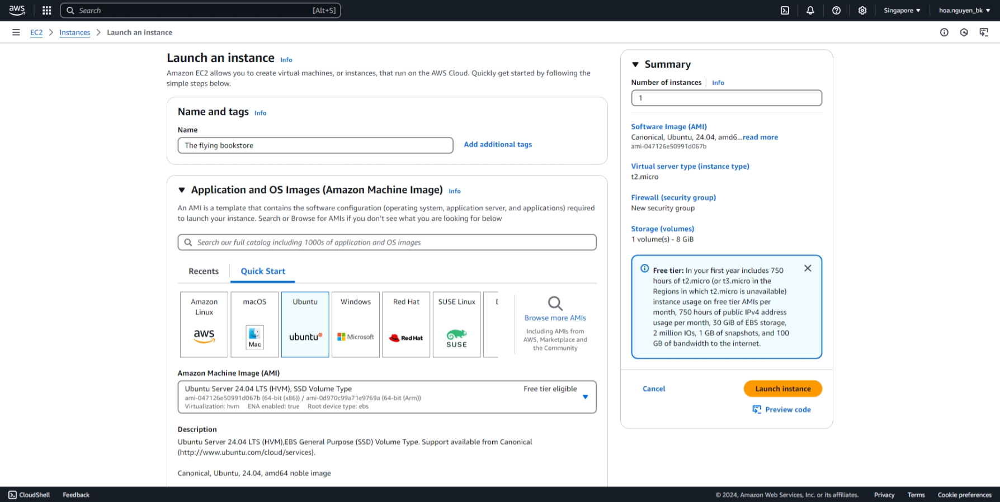 aws
Search
[Alt+S]
Singapore
hoa.nguyen_bk
EC2
Instances
Launch an instance
Launch an instance Info
Amazon EC2 allows you to create virtual machines, or instances, that run on the AWS Cloud. Quickly get started by following the
simple steps below.
Name and tags Info
Name
The flying bookstore
Add additional tags
Application and OS Images (Amazon Machine Image) Info
An AMI is a template that contains the software configuration (operating system, application server, and applications) required
to launch your instance. Search or Browse for AMIs if you don't see what you are looking for below
Search our full catalog including 1000s of application and OS images
Recents
Quick Start
Amazon
Linux
aws
macOS
Mac
Ubuntu
ubuntu
Windows
Microsoft
Red Hat
RedHat
SUSE Linux
SUSE
Browse more AMIs
Including AMIs from
AWS, Marketplace and
the Community
Amazon Machine Image (AMI)
Ubuntu Server 24.04 LTS (HVM), SSD Volume Type
Free tier eligible
ami-047126e50991d067b (64-bit (x86)) / ami-0d970c99a71e9769a (64-bit (Arm))
Virtualization: hvm ENA enabled: true Root device type: ebs
Description
Ubuntu Server 24.04 LTS (HVM),EBS General Purpose (SSD) Volume Type. Support available from Canonical
(http://www.ubuntu.com/cloud/services).
Canonical, Ubuntu, 24.04, amd64 noble image
Summary
Number of instances Info
1
Software Image (AMI)
Canonical, Ubuntu, 24.04, amd6...read more
ami-047126e50991d067b
Virtual server type (instance type)
t2.micro
Firewall (security group)
New security group
Storage (volumes)
1 volume(s) - 8 GiB
Free tier: In your first year includes 750
hours of t2.micro (or t3.micro in the
Regions in which t2.micro is unavailable)
instance usage on free tier AMIs per
month, 750 hours of public IPv4 address
usage per month, 30 GiB of EBS storage,
2 million IOs, 1 GB of snapshots, and 100
GB of bandwidth to the internet.
Cancel
Launch instance
Preview code
CloudShell
Feedback
© 2024, Amazon Web Services, Inc. or its affiliates.
Privacy
Terms
Cookie preferences